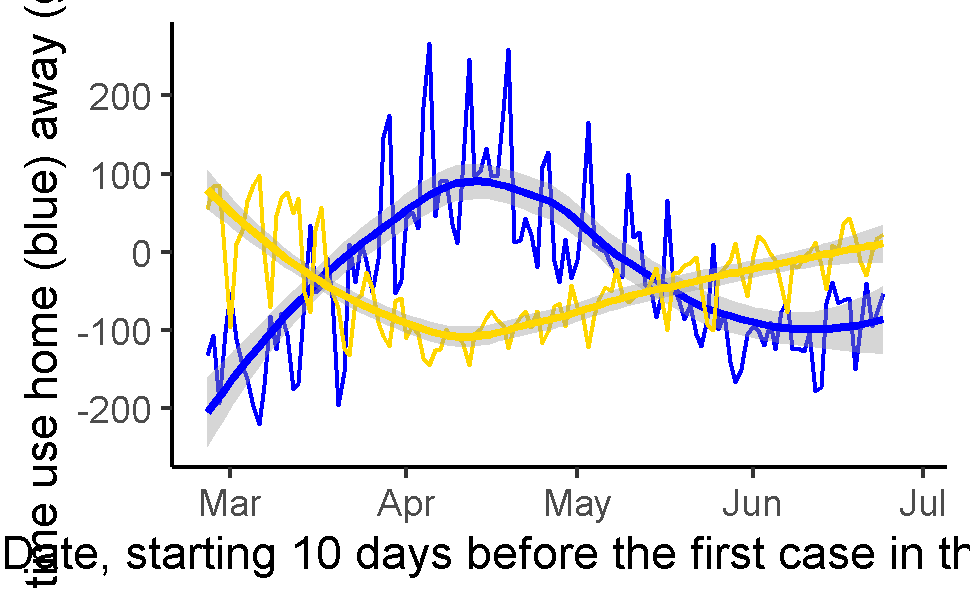 time use home (blue) away (
200
100
0
-100
-200
Mar Apr May Jun Jul
Date, starting 10 days before the first case in